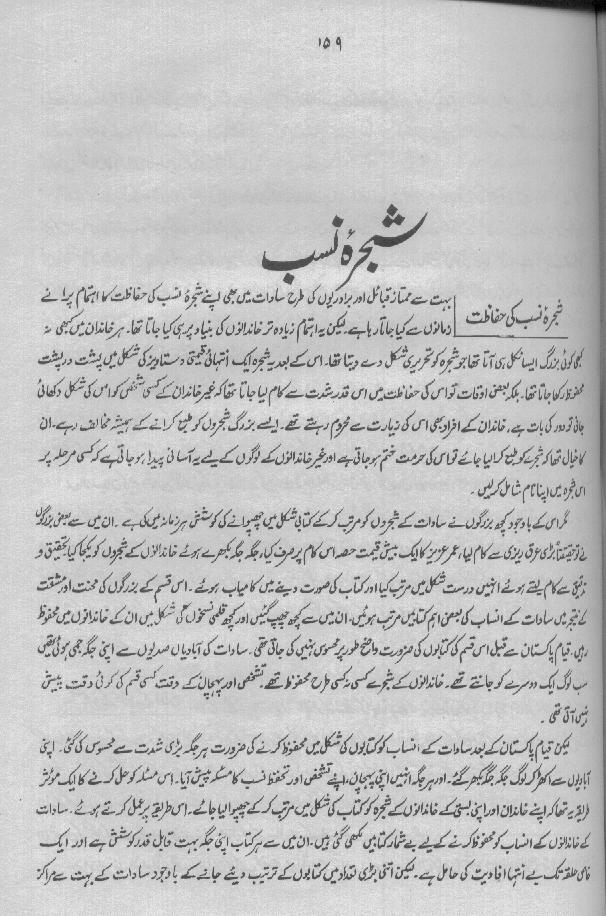 ۱۵۹
شجرۂ نسب
شجرۂ نسب کی حفاظت
بہت سے ممتاز قبائل اور برادریوں کی طرح سادات میں بھی اپنے شجرۂ نسب کی حفاظت کا اہتمام پرانے
زمانوں سے کیا جاتا رہا ہے۔ لیکن یہ اہتمام زیادہ تر خاندانوں کی بنیاد پر ہی کیا جاتا تھا۔ ہر خاندان میں کبھی نہ
کبھی کوئی بزرگ ایسا نکل ہی آتا تھا جو شجرہ کو تحریری شکل دے دیتا تھا۔ اس کے بعد یہ شجرہ ایک انتہائی قیمتی دستاویز کی شکل میں پشت در پشت
محفوظ رکھا جاتا تھا۔ بلکہ بعض اوقات تو اس کی حفاظت میں اس قدر شدت سے کام لیا جاتا تھا کہ غیر خاندان کے کسی شخص کو اس کی شکل دکھائی
جانی تو دور کی بات ہے، خاندان کے افراد بھی اس کی زیارت سے محروم رہتے تھے۔ ایسے بزرگ شجروں کو طبع کرانے کے ہمیشہ مخالف رہے۔ ان
کا خیال تھا کہ شجرے کو طبع کرا لیا جائے تو اس کی حرمت ختم ہو جاتی ہے اور غیر خاندانوں کے لوگوں کے لیے یہ آسانی پیدا ہو جاتی ہے کہ کسی مرحلہ پر
اس شجرہ میں اپنا نام شامل کر لیں۔
مگر اس کے باوجود کچھ بزرگوں نے سادات کے شجروں کو مرتب کر کے کتابی شکل میں چھپوانے کی کوشش ہر زمانہ میں کی ہے۔ ان میں سے بعض بزرگوں
نے تو حقیقتاً بڑی عرق ریزی سے کام لیا، عمر عزیز کا ایک بیش قیمت حصہ اس کام پر صرف کیا، جگہ جگہ بکھرے ہوئے خاندانوں کے شجروں کو یکجا کیا تحقیق و
تدقیق سے کام لیتے ہوئے انہیں درست شکل میں مرتب کیا اور کتاب کی صورت دینے میں کامیاب ہوئے۔ اس قسم کے بزرگوں کی محنت اور مشقت
کے نتیجہ میں سادات کے انساب کی بعض اہم کتابیں مرتب ہوئیں، ان میں سے کچھ چھپ گئیں اور کچھ قلمی نسخوں کی شکل میں ان کے خاندانوں میں محفوظ
رہیں۔ قیام پاکستان سے قبل اس قسم کی کتابوں کی ضرورت واضح طور پر محسوس نہیں کی جاتی تھی۔ سادات کی آبادیاں صدیوں سے اپنی جگہ جمی ہوئی تھیں
سب لوگ ایک دوسرے کو جانتے تھے۔ خاندانوں کے شجرے کسی نہ کسی طرح محفوظ تھے۔ تشخص اور پہچان کے وقت کسی قسم کی کوئی دقت پیش
نہیں آتی تھی۔
لیکن قیام پاکستان کے بعد سادات کے انساب کو کتابوں کی شکل میں محفوظ کرنے کی ضرورت ہر جگہ بڑی شدت سے محسوس کی گئی۔ اپنی
آبادیوں سے اکھڑ کر لوگ جگہ جگہ بکھر گئے۔ اور ہر جگہ انہیں اپنی پہچان، اپنے تشخص اور تحفظ نسب کا مسئلہ پیش آیا۔ اس مسئلہ کو حل کرنے کا ایک مؤثر
طریقہ یہ تھا کہ اپنے خاندان اور اپنی بستی کے خاندانوں کے شجرہ کو کتاب کی شکل میں مرتب کر کے چھپوا لیا جائے۔ اس طریقہ پر عمل کرتے ہوئے۔ سادات
کے خاندانوں کے انساب کو محفوظ کرنے کے لیے بے شمار کتابیں لکھی گئی ہیں۔ ان میں سے ہر کتاب اپنی جگہ بہت قابل قدر کوشش ہے اور ایک
خاص حلقہ تک بے انتہا افادیت کی حامل ہے۔ لیکن اتنی بڑی تعداد میں کتابوں کے ترتیب دیئے جانے کے باوجود سادات کے بہت سے مراکز